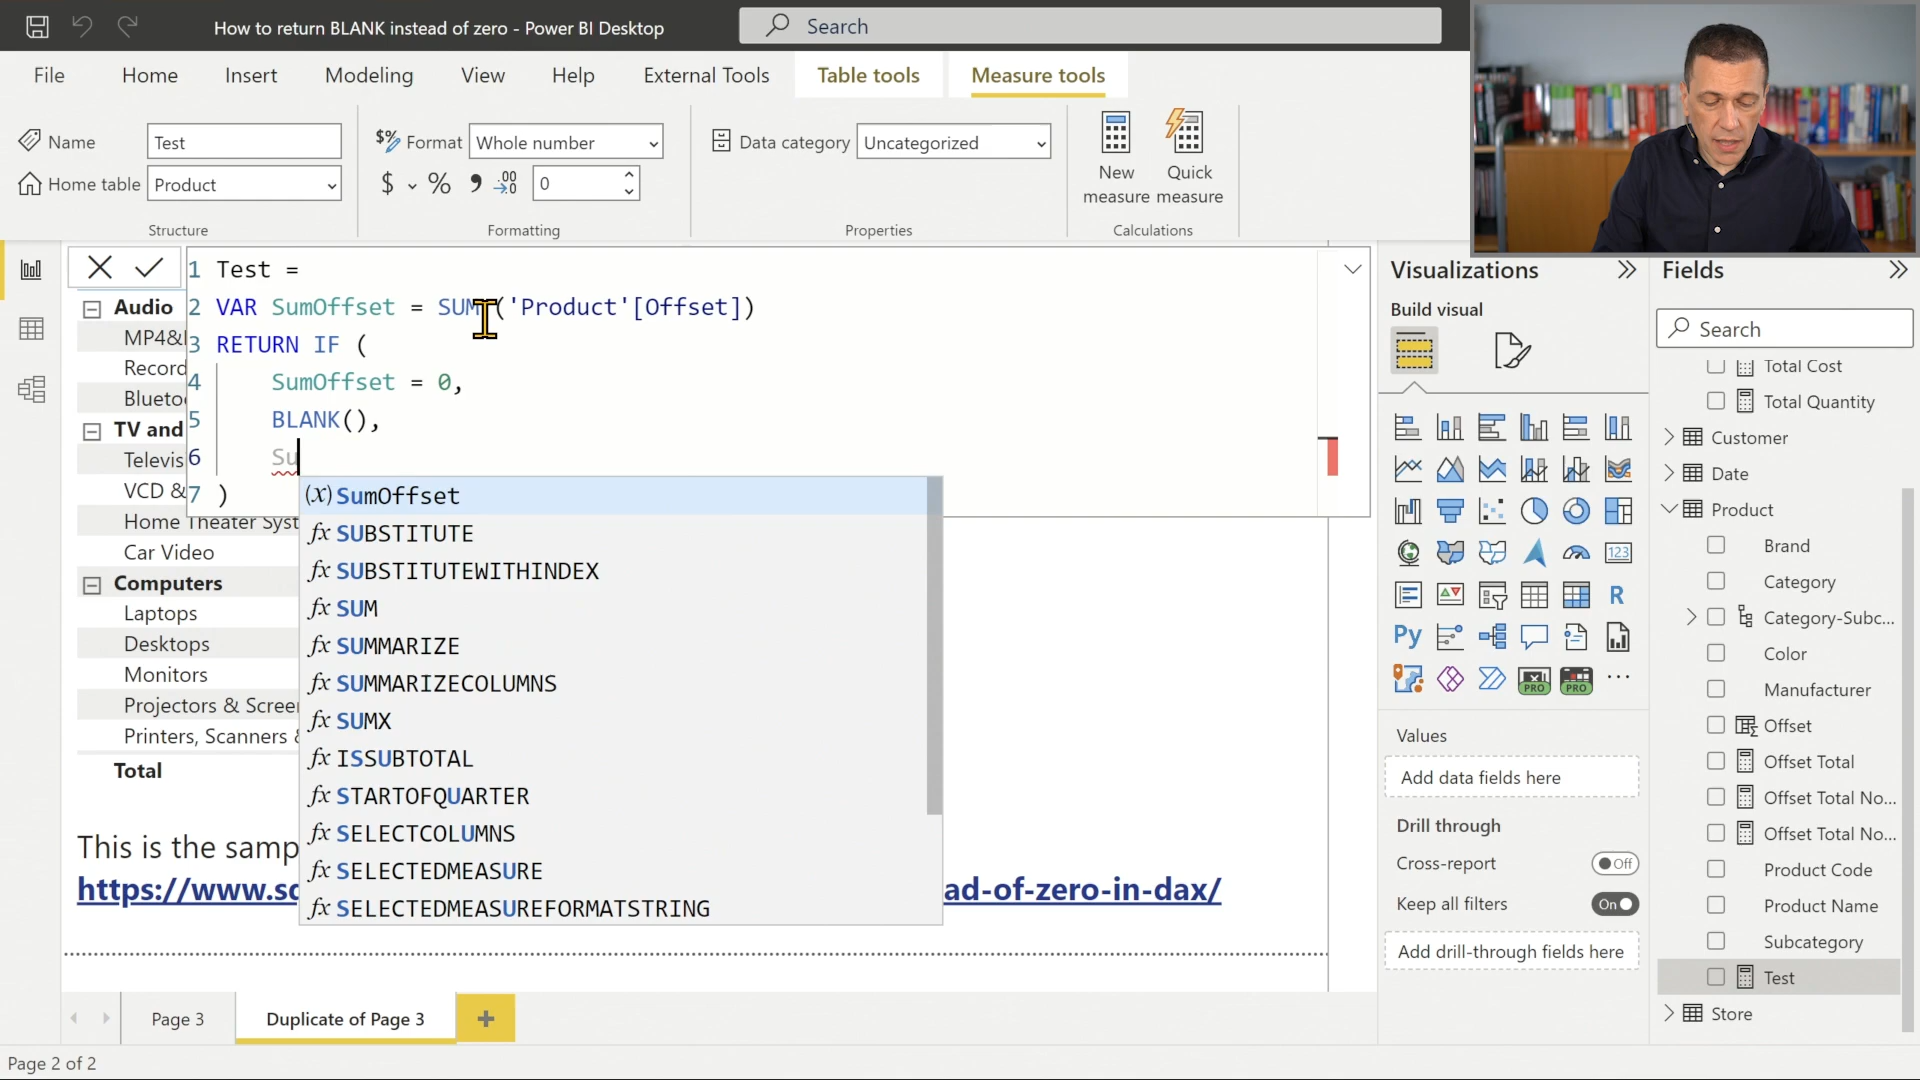 How to return BLANK instead of zero - Power BI Desktop
Search
File Home Insert Modeling View Help External Tools Table tools Measure tools
Name Test
Home table Product
Structure
Format Whole number
$ % 0
Formatting
Data category Uncategorized
Properties
New measure
Quick measure
Calculations
1 Test =
2 VAR SumOffset = SUM ('Product'[Offset])
3 RETURN IF (
4 SumOffset = 0,
5 BLANK(),
6 Su
7 )
(x) SumOffset
fx SUBSTITUTE
fx SUBSTITUTEWITHINDEX
fx SUM
fx SUMMARIZE
fx SUMMARIZECOLUMNS
fx SUMX
fx ISSUBTOTAL
fx STARTOFQUARTER
fx SELECTCOLUMNS
fx SELECTEDMEASURE
fx SELECTEDMEASUREFORMATSTRING
Audio
MP4&
Record
Blueto
TV and
Televis
VCD &
Home Theater Syst
Car Video
Computers
Laptops
Desktops
Monitors
Projectors & Scree
Printers, Scanners &
Total
This is the samp
https://www.sq ad-of-zero-in-dax/
Visualizations
Build visual
123
R
Py
PRO PRO
Values
Add data fields here
Drill through
Cross-report Off
Keep all filters On
Add drill-through fields here
Fields
Search
Total Cost
Total Quantity
Customer
Date
Product
Brand
Category
Category-Subc...
Color
Manufacturer
Offset
Offset Total
Offset Total No...
Offset Total No...
Product Code
Product Name
Subcategory
Test
Store
Page 3
Duplicate of Page 3
Page 2 of 2